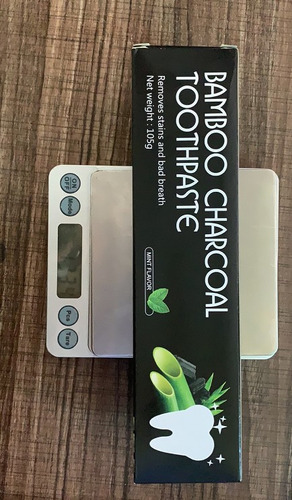 BAMBOO CHARCOAL
TOOTHPASTE
Removes stains and bad breath
Net weight : 105g
MINT FLAVOR
ON
OFF
Mode
Pcs
Tare